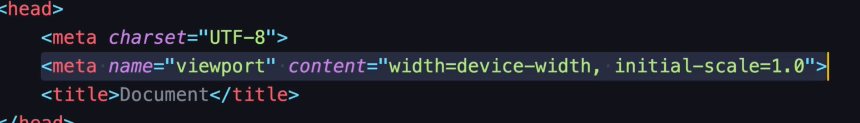 <head>
<meta charset="UTF-8">
<meta name="viewport" content="width=device-width, initial-scale=1.0">
<title>Document</title>
</head>